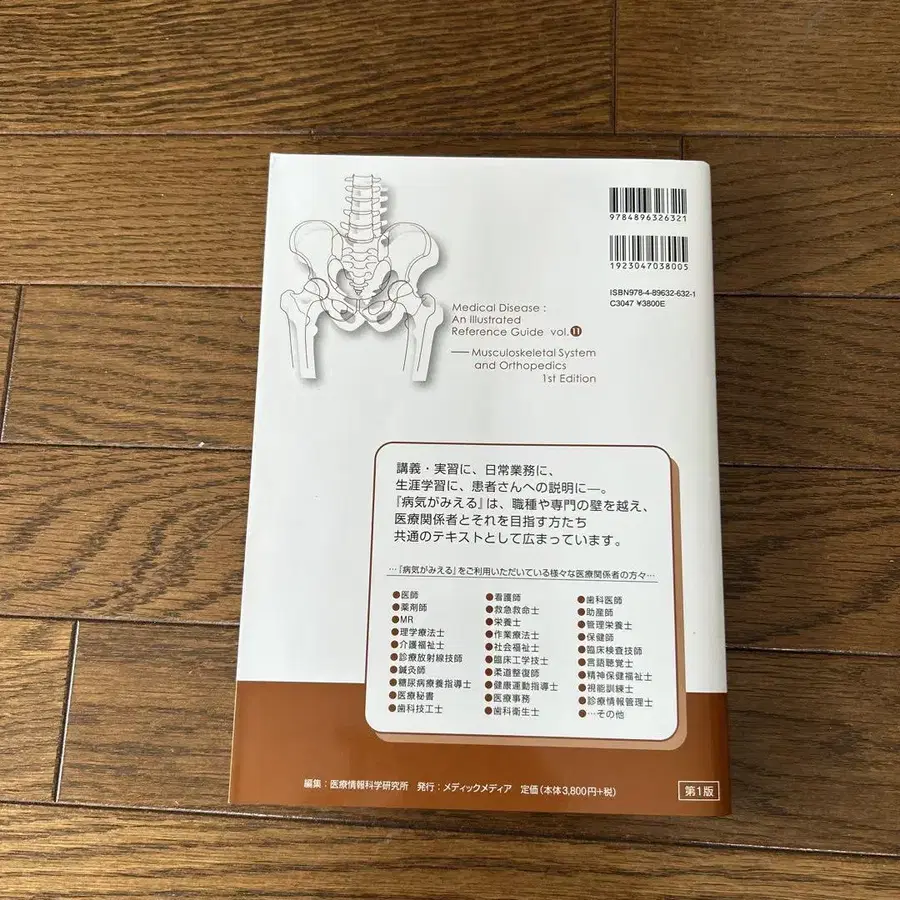 9784896326321
1923047038005
ISBN978-4-89632-632-1
C3047 ¥3800E
Medical Disease :
An Illustrated
Reference Guide vol.11
—Musculoskeletal System
and Orthopedics
1st Edition
講義・実習に、日常業務に、
生涯学習に、患者さんへの説明に―。
『病気がみえる』は、職種や専門の壁を越え、
医療関係者とそれを目指す方たち
共通のテキストとして広まっています。
…『病気がみえる』をご利用いただいている様々な医療関係者の方々…
●医師
●薬剤師
●MR
●理学療法士
●介護福祉士
●診療放射線技師
●鍼灸師
●糖尿病療養指導士
●医療秘書
●歯科技工士
●看護師
●救急救命士
●栄養士
●作業療法士
●社会福祉士
●臨床工学技士
●柔道整復師
●健康運動指導士
●医療事務
●歯科衛生士
●歯科医師
●助産師
●管理栄養士
●保健師
●臨床検査技師
●言語聴覚士
●精神保健福祉士
●視能訓練士
●診療情報管理士
●…その他
編集：医療情報科学研究所 発行：メディックメディア 定価（本体3,800円+税）
第1版